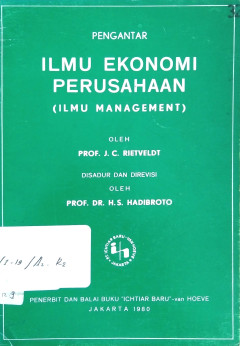 PENGANTAR
ILMU EKONOMI
PERUSAHAAN
(ILMU MANAGEMENT)
OLEH
PROF. J. C. RIETVELDT
DISADUR DAN DIREVISI
OLEH
PROF. DR. H.S. HADIBROTO
PENERBIT DAN BALAI BUKU "ICHTIAR BARU"-van HOEVE
JAKARTA 1980